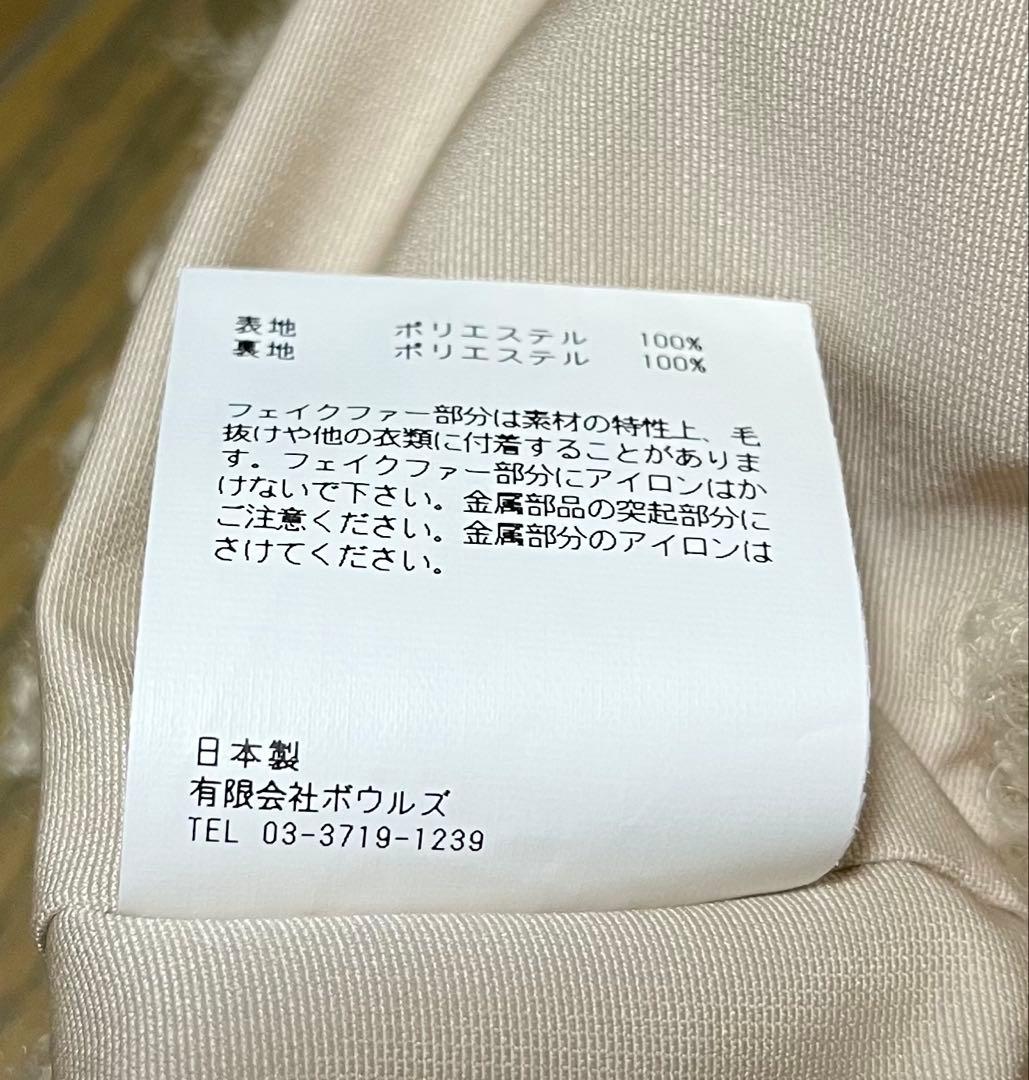 表地 ポリエステル 100%
裏地 ポリエステル 100%
フェイクファー部分は素材の特性上、毛
抜けや他の衣類に付着することがありま
す。フェイクファー部分にアイロンはか
けないで下さい。金属部品の突起部分に
ご注意ください。金属部分のアイロンは
さけてください。
日本製
有限会社ボウルズ
TEL 03-3719-1239